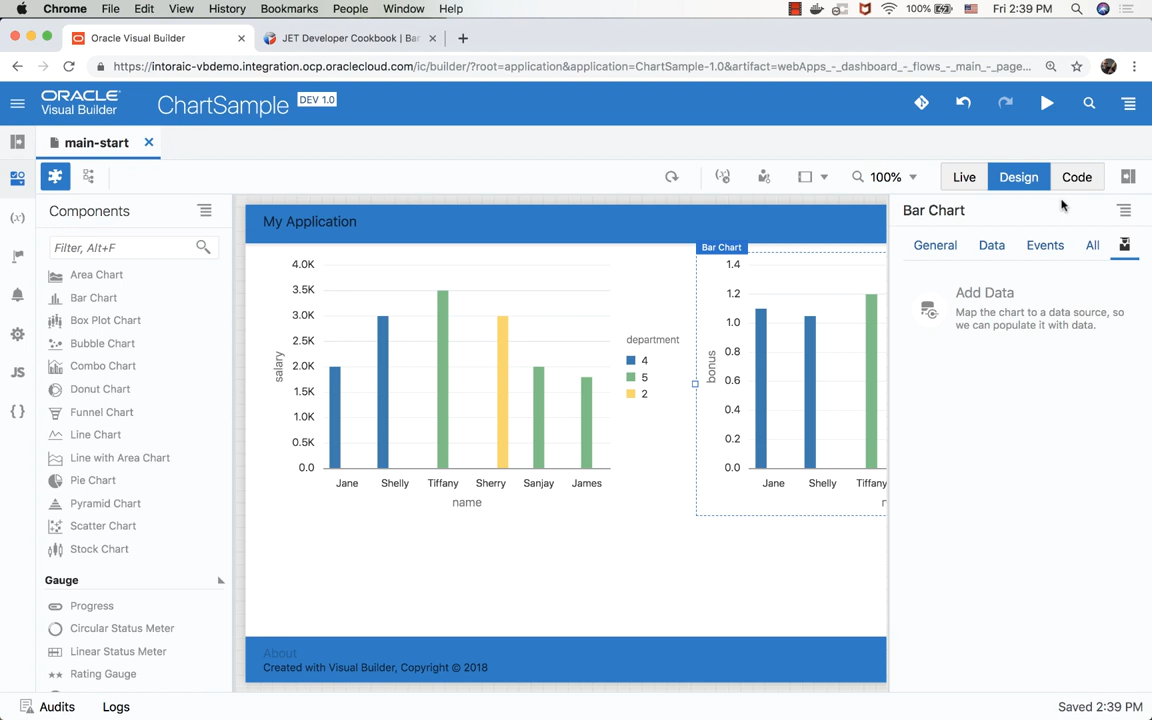 Chrome File Edit View History Bookmarks People Window Help 100% Fri 2:39 PM
Oracle Visual Builder
JET Developer Cookbook | Bar
https://intoraic-vbdemo.integration.ocp.oraclecloud.com/ic/builder/?root=application&application=ChartSample-1.0&artifact=webApps_-_dashboard_-_flows_-_main_-_page...
ORACLE
Visual Builder
ChartSample DEV 1.0
main-start
100% Live Design Code
JS
Components
Filter, Alt+F
Area Chart
Bar Chart
Box Plot Chart
Bubble Chart
Combo Chart
Donut Chart
Funnel Chart
Line Chart
Line with Area Chart
Pie Chart
Pyramid Chart
Scatter Chart
Stock Chart
Gauge
Progress
Circular Status Meter
Linear Status Meter
Rating Gauge
My Application
4.0K
3.5K
3.0K
2.5K
2.0K
1.5K
1.0K
0.5K
0.0
salary
Jane Shelly Tiffany Sherry Sanjay James
name
department
4
5
2
Bar Chart
1.4
1.2
1.0
0.8
0.6
0.4
0.2
0.0
bonus
Jane Shelly Tiffany
About
Created with Visual Builder, Copyright © 2018
Bar Chart
General Data Events All
Add Data
Map the chart to a data source, so
we can populate it with data.
Audits Logs Saved 2:39 PM